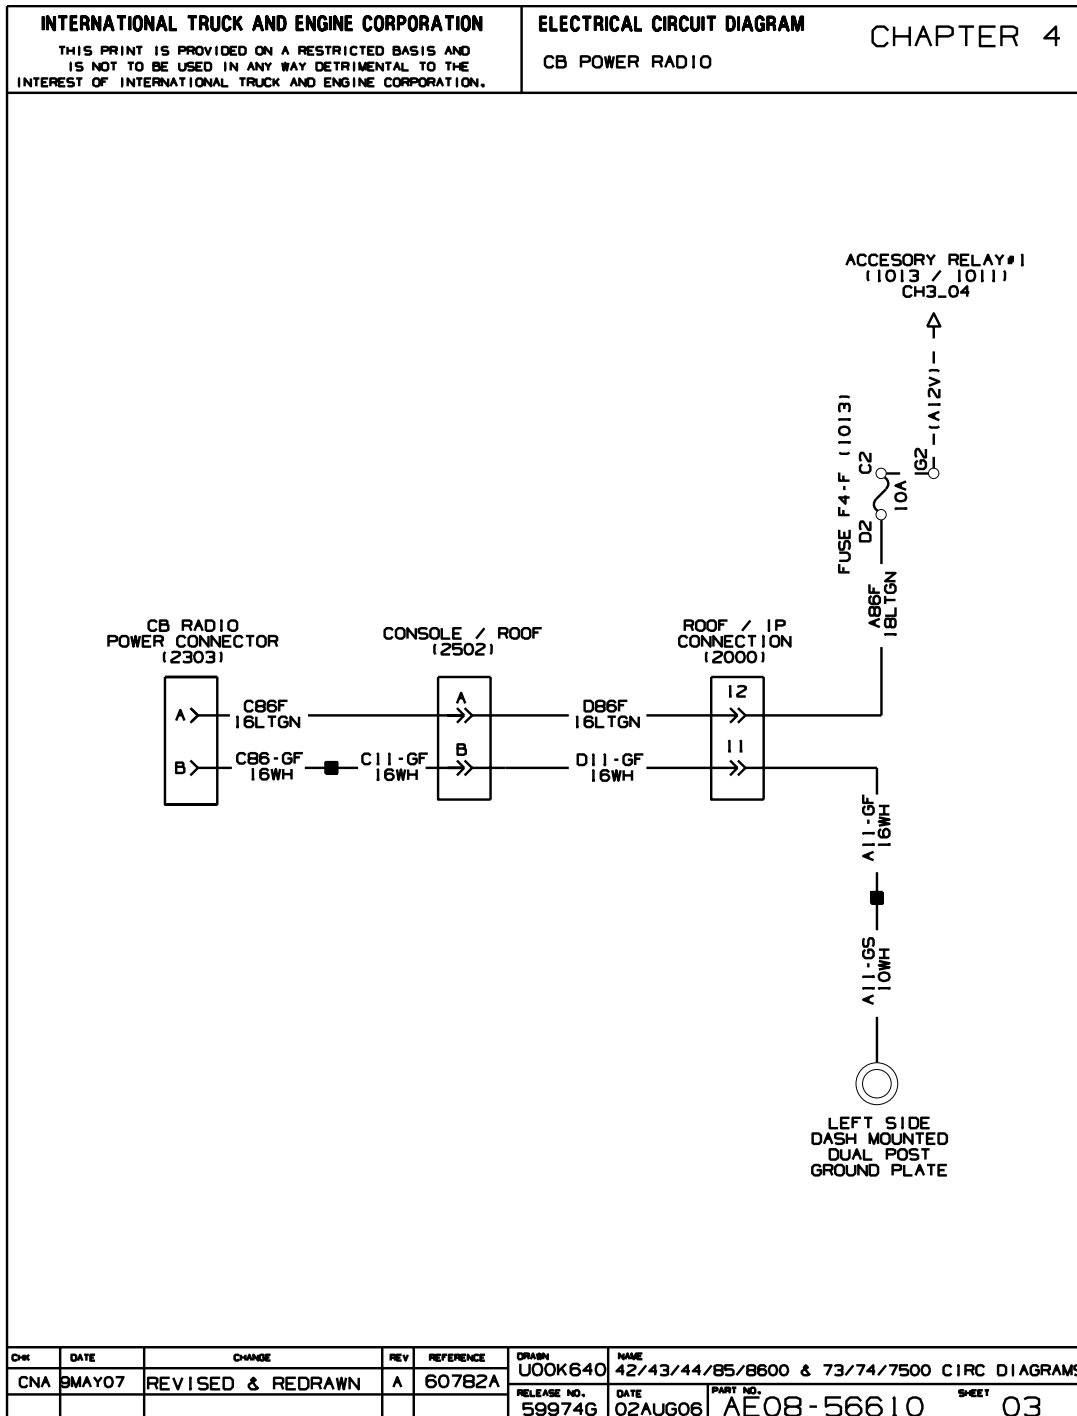 INTERNATIONAL TRUCK AND ENGINE CORPORATION
THIS PRINT IS PROVIDED ON A RESTRICTED BASIS AND
IS NOT TO BE USED IN ANY WAY DETRIMENTAL TO THE
INTEREST OF INTERNATIONAL TRUCK AND ENGINE CORPORATION.
ELECTRICAL CIRCUIT DIAGRAM
CB POWER RADIO
CHAPTER 4
ACCESORY RELAY#1
(1013 / 1011)
CH3_04
(A12V)
FUSE F4-F (1013)
C2
G2
10A
D2
A86F
18LTGN
CB RADIO
POWER CONNECTOR
(2303)
CONSOLE / ROOF
(2502)
ROOF / IP
CONNECTION
(2000)
A
C86F
16LTGN
A
D86F
16LTGN
12
B
C86-GF
16WH
C11-GF
16WH
B
D11-GF
16WH
11
A11-GF
16WH
A11-GS
10WH
LEFT SIDE
DASH MOUNTED
DUAL POST
GROUND PLATE
CHK DATE CHANGE REV REFERENCE
CNA 9MAY07 REVISED & REDRAWN A 60782A
DRAWN
U00K640
NAME
42/43/44/85/8600 & 73/74/7500 CIRC DIAGRAMS
RELEASE NO.
59974G
DATE
02AUG06
PART NO.
AE08-56610
SHEET
03